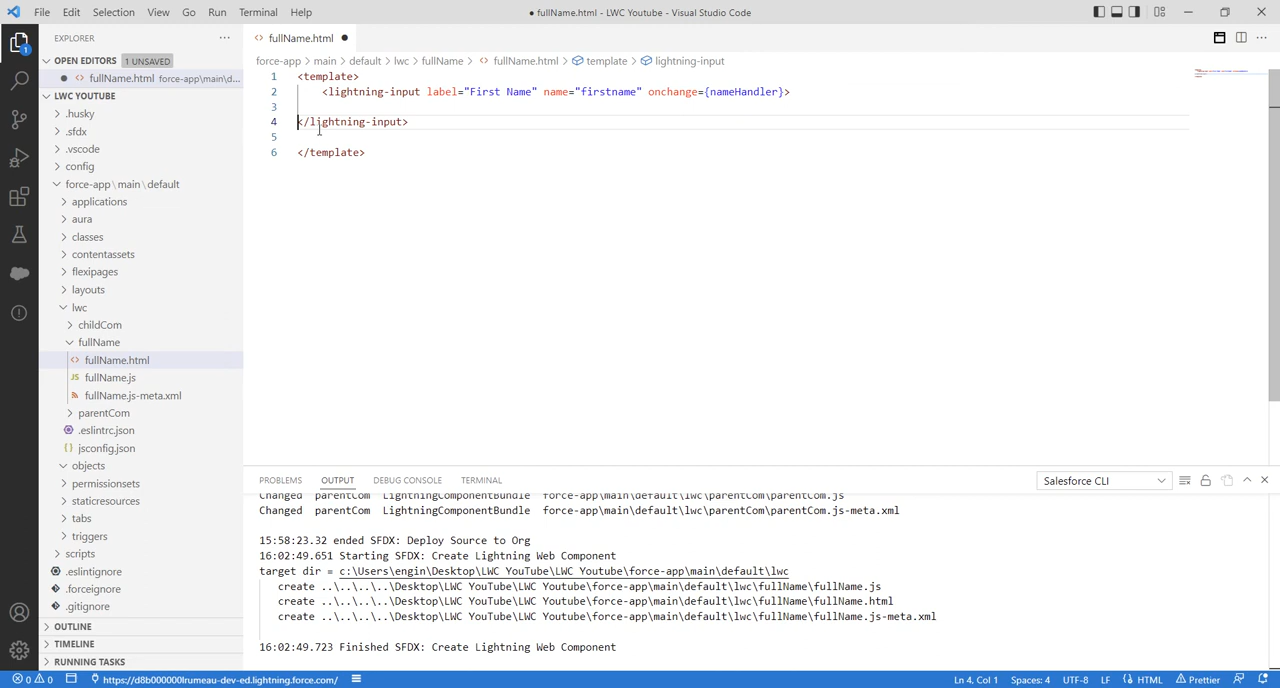 File Edit Selection View Go Run Terminal Help
● fullName.html - LWC Youtube - Visual Studio Code
EXPLORER
fullName.html
OPEN EDITORS 1 UNSAVED
fullName.html force-app\main\d...
LWC YOUTUBE
.husky
.sfdx
.vscode
config
force-app\main\default
applications
aura
classes
contentassets
flexipages
layouts
lwc
childCom
fullName
fullName.html
fullName.js
fullName.js-meta.xml
parentCom
.eslintrc.json
jsconfig.json
objects
permissionsets
staticresources
tabs
triggers
scripts
.eslintignore
.forceignore
.gitignore
OUTLINE
TIMELINE
RUNNING TASKS
force-app > main > default > lwc > fullName > fullName.html > template > lightning-input
1 <template>
2 <lightning-input label="First Name" name="firstname" onchange={nameHandler}>
3
4 </lightning-input>
5
6 </template>
PROBLEMS OUTPUT DEBUG CONSOLE TERMINAL
Salesforce CLI
Changed parentCom LightningComponentBundle force-app\main\default\lwc\parentCom\parentCom.js
Changed parentCom LightningComponentBundle force-app\main\default\lwc\parentCom\parentCom.js-meta.xml
15:58:23.32 ended SFDX: Deploy Source to Org
16:02:49.651 Starting SFDX: Create Lightning Web Component
target dir = c:\Users\engin\Desktop\LWC YouTube\LWC Youtube\force-app\main\default\lwc
create ..\..\..\..\Desktop\LWC YouTube\LWC Youtube\force-app\main\default\lwc\fullName\fullName.js
create ..\..\..\..\Desktop\LWC YouTube\LWC Youtube\force-app\main\default\lwc\fullName\fullName.html
create ..\..\..\..\Desktop\LWC YouTube\LWC Youtube\force-app\main\default\lwc\fullName\fullName.js-meta.xml
16:02:49.723 Finished SFDX: Create Lightning Web Component
0 0 https://d8b000000lrumeau-dev-ed.lightning.force.com/ Ln 4, Col 1 Spaces: 4 UTF-8 LF HTML Prettier